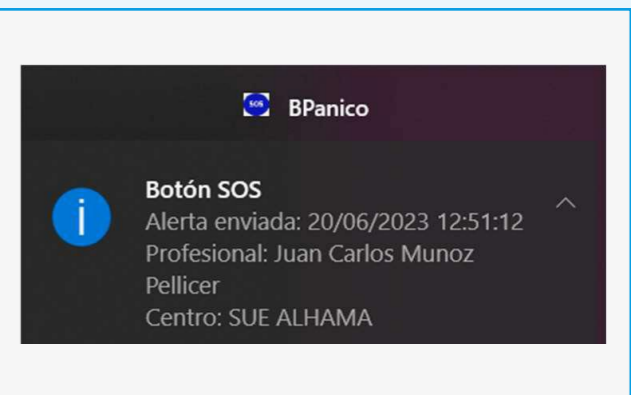 SOS BPanico
Botón SOS
Alerta enviada: 20/06/2023 12:51:12
Profesional: Juan Carlos Munoz
Pellicer
Centro: SUE ALHAMA